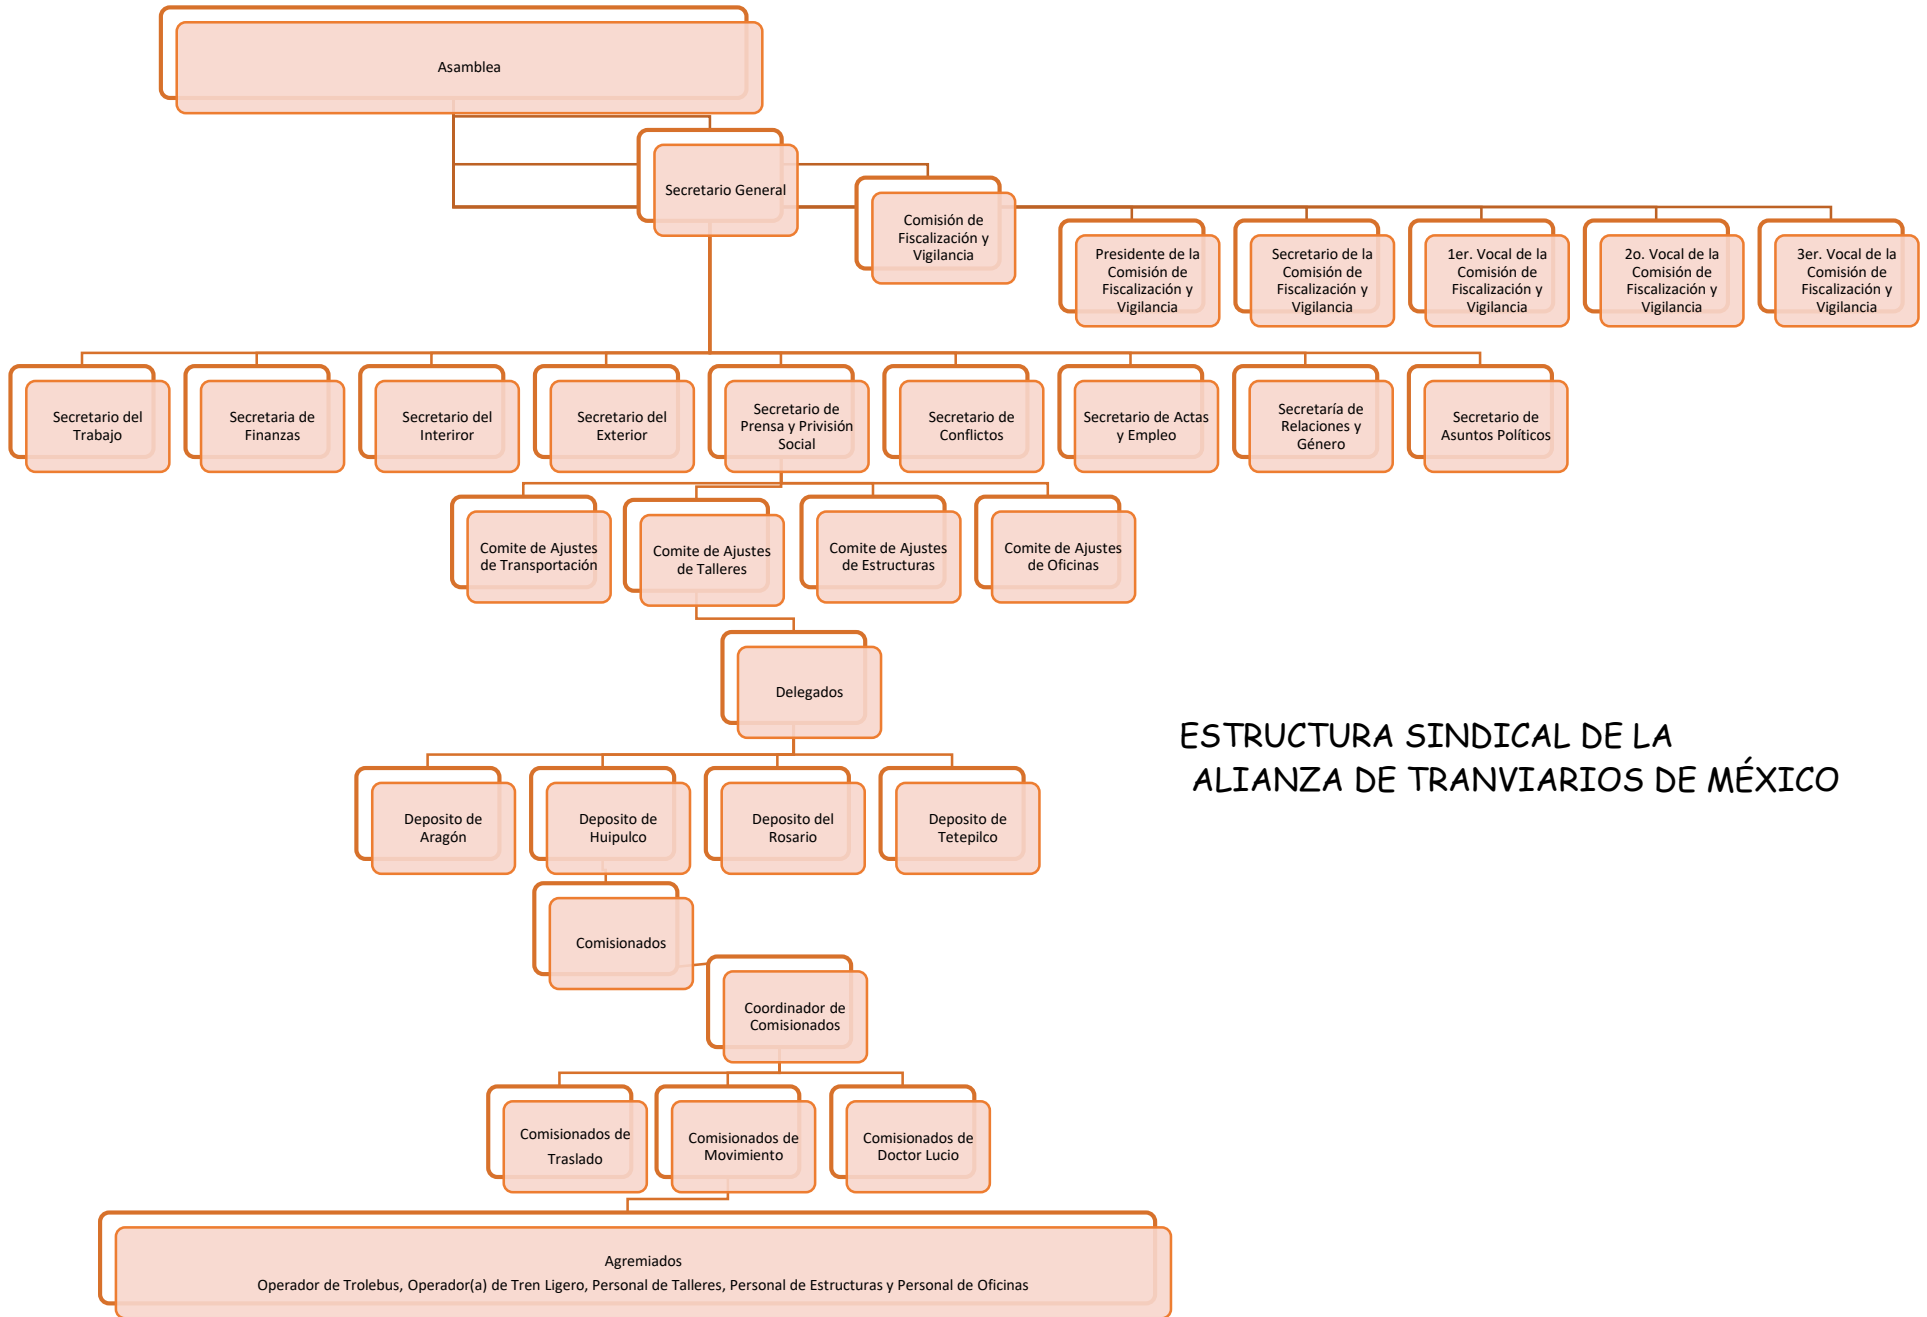 Asamblea
Secretario General
Comisión de
Fiscalización y
Vigilancia
Presidente de la
Comisión de
Fiscalización y
Vigilancia
Secretario de la
Comisión de
Fiscalización y
Vigilancia
1er. Vocal de la
Comisión de
Fiscalización y
Vigilancia
2o. Vocal de la
Comisión de
Fiscalización y
Vigilancia
3er. Vocal de la
Comisión de
Fiscalización y
Vigilancia
Secretario del
Trabajo
Secretaria de
Finanzas
Secretario del
Interiror
Secretario del
Exterior
Secretario de
Prensa y Privisión
Social
Secretario de
Conflictos
Secretario de Actas
y Empleo
Secretaría de
Relaciones y
Género
Secretario de
Asuntos Políticos
Comite de Ajustes
de Transportación
Comite de Ajustes
de Talleres
Comite de Ajustes
de Estructuras
Comite de Ajustes
de Oficinas
Delegados
ESTRUCTURA SINDICAL DE LA
ALIANZA DE TRANVIARIOS DE MÉXICO
Deposito de
Aragón
Deposito de
Huipulco
Deposito del
Rosario
Deposito de
Tetepilco
Comisionados
Coordinador de
Comisionados
Comisionados de
Traslado
Comisionados de
Movimiento
Comisionados de
Doctor Lucio
Agremiados
Operador de Trolebus, Operador(a) de Tren Ligero, Personal de Talleres, Personal de Estructuras y Personal de Oficinas